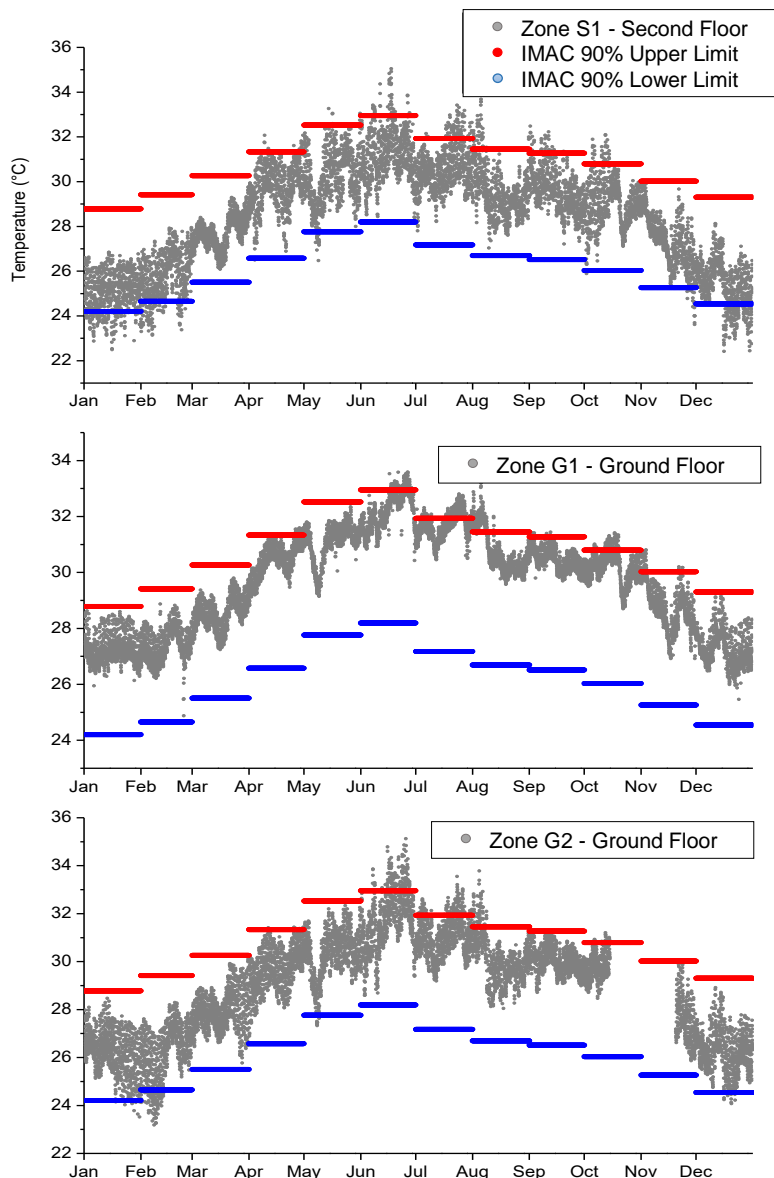 Zone S1 - Second Floor
IMAC 90% Upper Limit
IMAC 90% Lower Limit
Temperature (°C)
36
34
32
30
28
26
24
22
Jan Feb Mar Apr May Jun Jul Aug Sep Oct Nov Dec
Zone G1 - Ground Floor
34
32
30
28
26
24
Jan Feb Mar Apr May Jun Jul Aug Sep Oct Nov Dec
Zone G2 - Ground Floor
36
34
32
30
28
26
24
22
Jan Feb Mar Apr May Jun Jul Aug Sep Oct Nov Dec